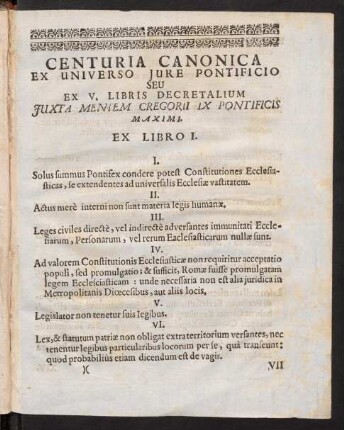 CENTURIA CANONICA
EX UNIVERSO JURE PONTIFICIO
SEU
EX V. LIBRIS DECRETALIUM
JUXTA MENTEM GREGORII IX PONTIFICIS
MAXIMI.
EX LIBRO I.
I.
Solus summus Pontifex condere potest Constitutiones Ecclesia-
sticas, se extendentes ad universalis Ecclesiæ vastitatem.
II.
Actus merè interni non sunt materia legis humanæ.
III.
Leges civiles directè, vel indirectè adversantes immunitati Eccle-
siarum, Personarum, vel rerum Ecclesiasticarum nullæ sunt.
IV.
Ad valorem Constitutionis Ecclesiasticæ non requiritur acceptatio
populi, sed promulgatio: & sufficit, Romæ fuisse promulgatam
legem Ecclesiasticam: unde necessaria non est alia juridica in
Metropolitanis Diœcesibus, aut aliis locis.
V.
Legislator non tenetur suis legibus.
VI.
Lex, & statutum patriæ non obligat extra territorium versantes, nec
tenentur legibus particularibus locorum per se, quà transeunt:
quod probabilius etiam dicendum est de vagis.
)( VII